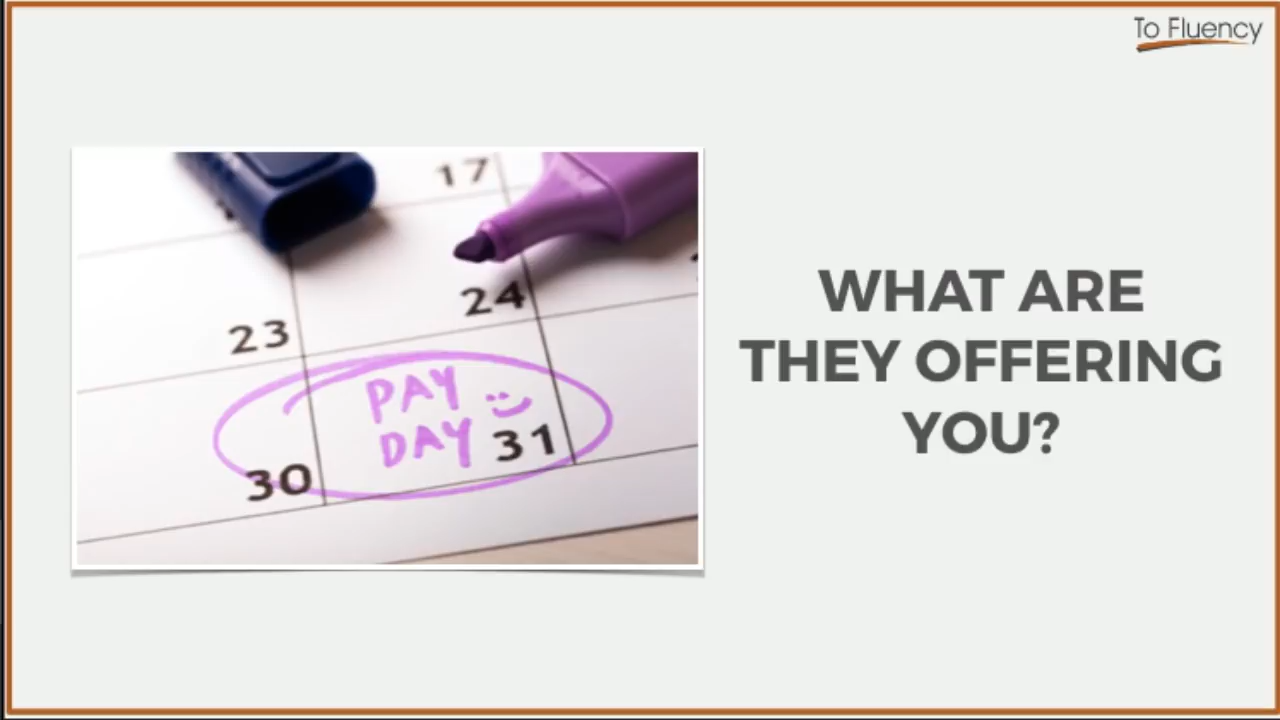 To Fluency
17
24
23
PAY
DAY
31
30
WHAT ARE
THEY OFFERING
YOU?